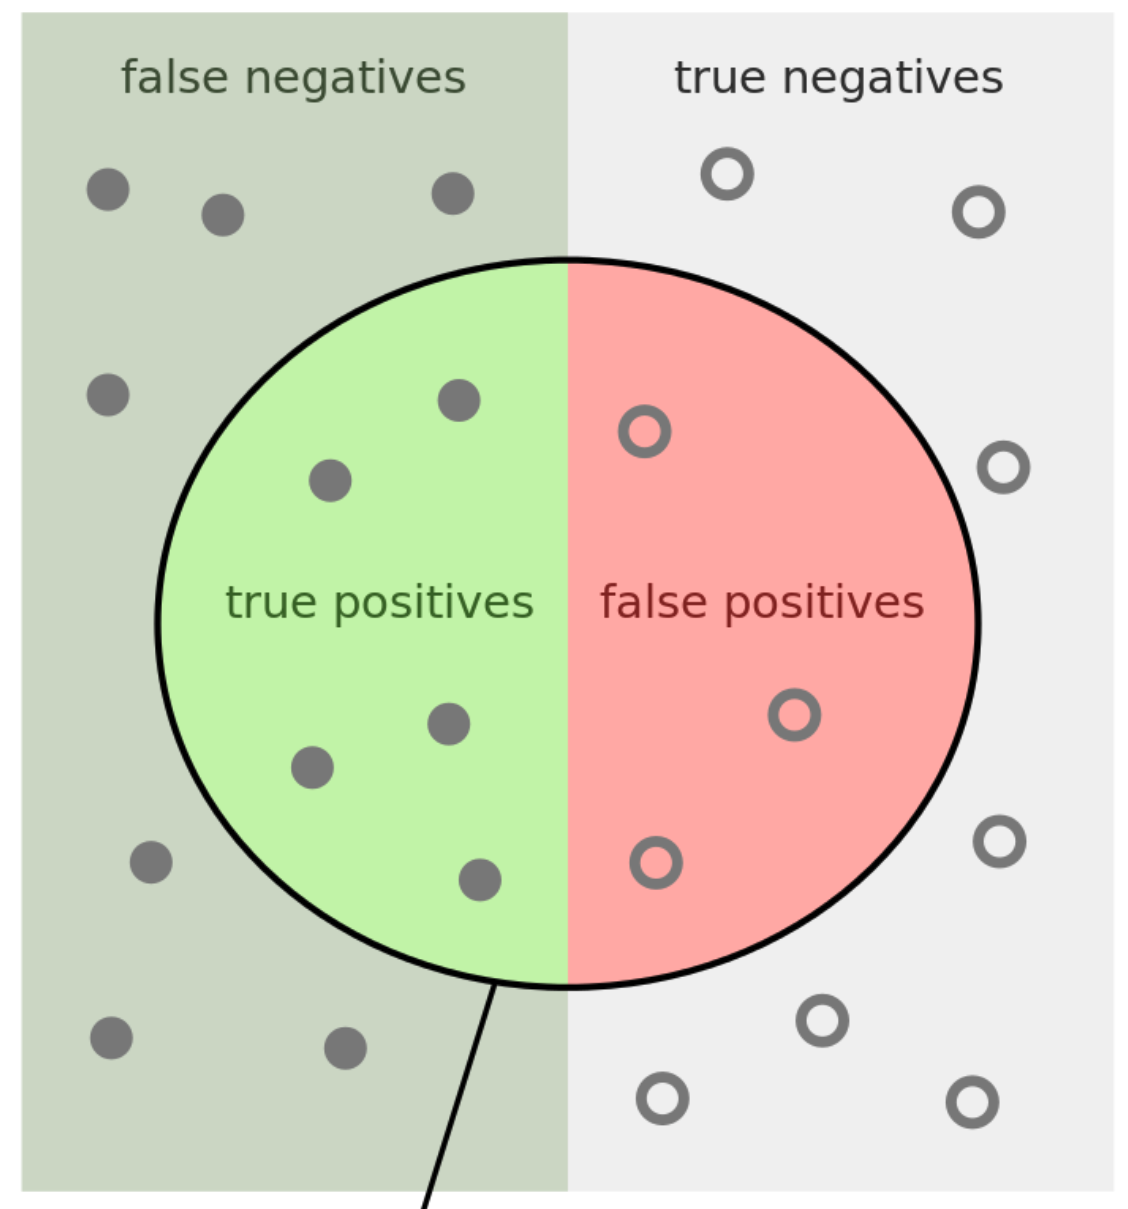 false negatives
true negatives
true positives
false positives